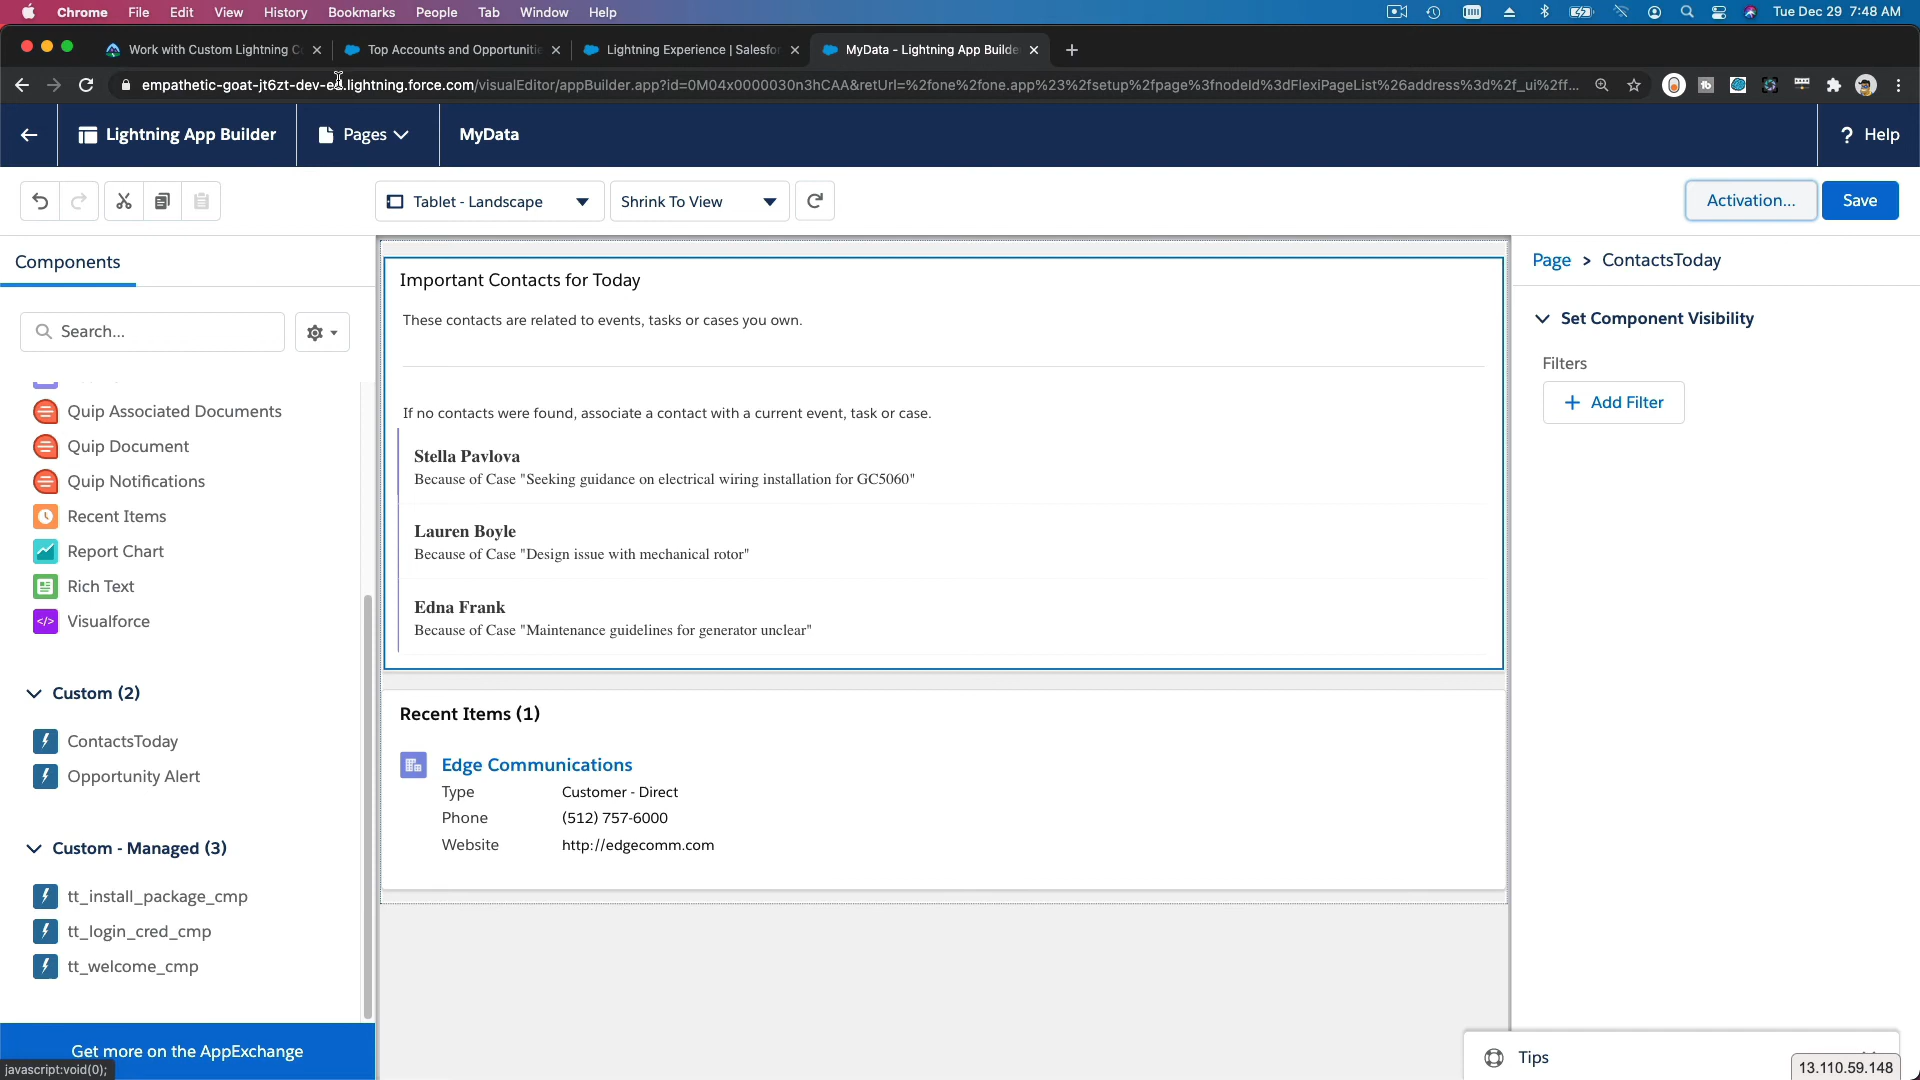 Chrome File Edit View History Bookmarks People Tab Window Help Tue Dec 29 7:48 AM
Work with Custom Lightning C Top Accounts and Opportunitie Lightning Experience | Salesfor MyData - Lightning App Builde
empathetic-goat-jt6zt-dev-ed.lightning.force.com/visualEditor/appBuilder.app?id=0M04x0000030n3hCAA&retUrl=%2fone%2fone.app%23%2fsetup%2fpage%3fnodeId%3dFlexiPageList%26address%3d%2f_ui%2ff...
Lightning App Builder Pages MyData ? Help
Tablet - Landscape Shrink To View Activation... Save
Components
Search...
Quip Associated Documents
Quip Document
Quip Notifications
Recent Items
Report Chart
Rich Text
Visualforce
Custom (2)
ContactsToday
Opportunity Alert
Custom - Managed (3)
tt_install_package_cmp
tt_login_cred_cmp
tt_welcome_cmp
Get more on the AppExchange
javascript:void(0);
Important Contacts for Today
These contacts are related to events, tasks or cases you own.
If no contacts were found, associate a contact with a current event, task or case.
Stella Pavlova
Because of Case "Seeking guidance on electrical wiring installation for GC5060"
Lauren Boyle
Because of Case "Design issue with mechanical rotor"
Edna Frank
Because of Case "Maintenance guidelines for generator unclear"
Recent Items (1)
Edge Communications
Type Customer - Direct
Phone (512) 757-6000
Website http://edgecomm.com
Page > ContactsToday
Set Component Visibility
Filters
+ Add Filter
Tips
13.110.59.148